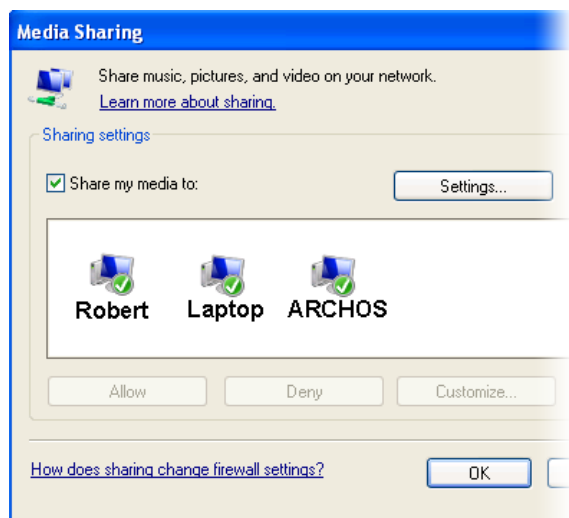 Media Sharing
Share music, pictures, and video on your network.
Learn more about sharing.
Sharing settings
Share my media to:
Settings...
Robert Laptop ARCHOS
Allow Deny Customize...
How does sharing change firewall settings?
OK